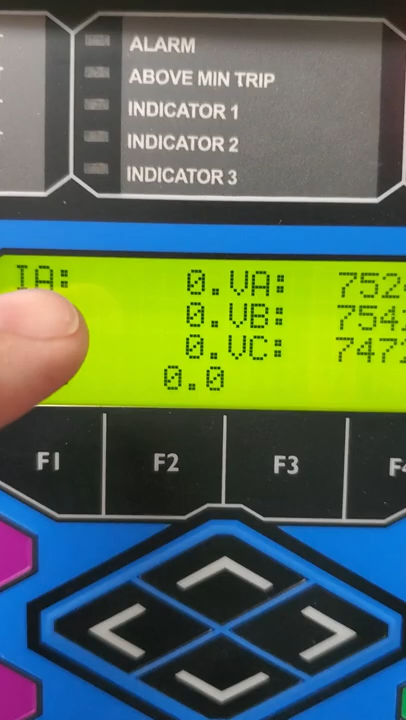 ALARM
ABOVE MIN TRIP
INDICATOR 1
INDICATOR 2
INDICATOR 3
IA: 0. VA: 752
0. VB: 754
0. VC: 747
0.0
F1 F2 F3 F4